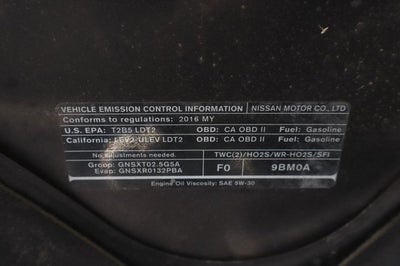 VEHICLE EMISSION CONTROL INFORMATION NISSAN MOTOR CO., LTD
Conforms to regulations: 2016 MY
U.S. EPA: T2B5 LDT2 OBD: CA OBD II Fuel: Gasoline
California: LEV3-ULEV LDT2 OBD: CA OBD II Fuel: Gasoline
No adjustments needed. TWC(2)/HO2S/WR-HO2S/SFI
Group: GNSXT02.5G5A
Evap: GNSXR0132PBA F0 9BM0A
Engine Oil Viscosity: SAE 5W-30